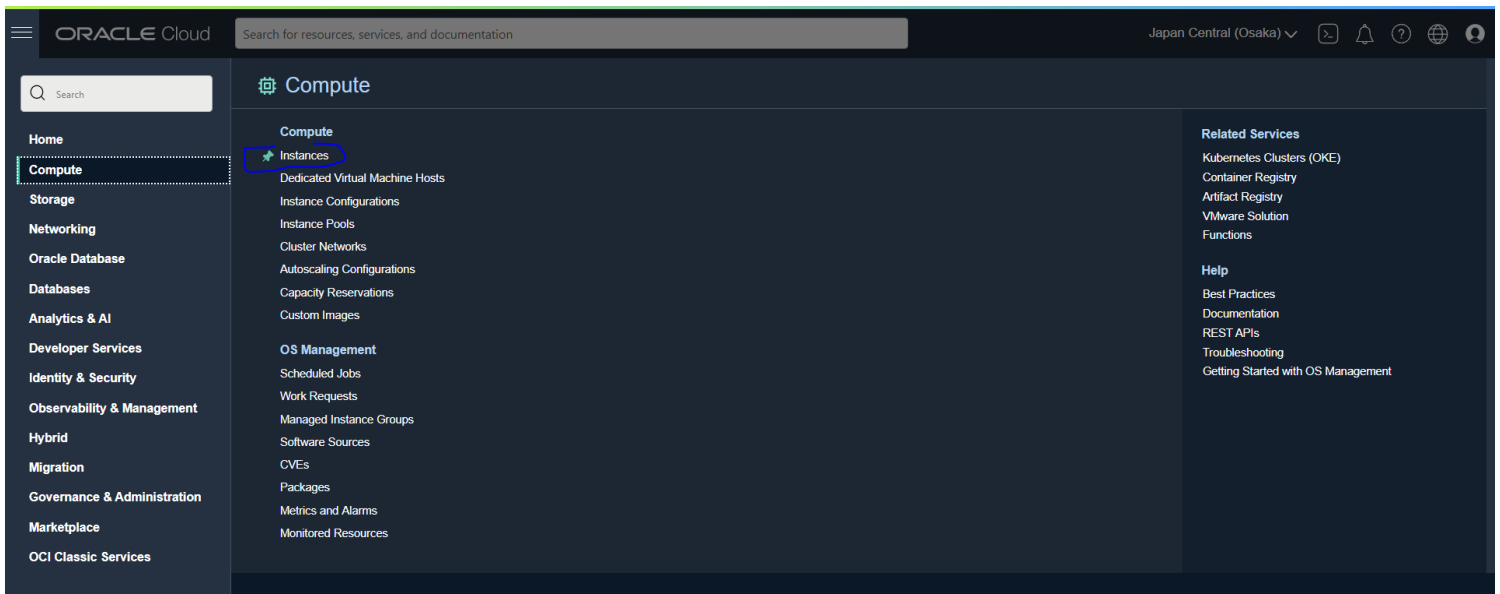 ORACLE Cloud
Search for resources, services, and documentation
Japan Central (Osaka)
Search
Home
Compute
Storage
Networking
Oracle Database
Databases
Analytics & AI
Developer Services
Identity & Security
Observability & Management
Hybrid
Migration
Governance & Administration
Marketplace
OCI Classic Services
Compute
Compute
Instances
Dedicated Virtual Machine Hosts
Instance Configurations
Instance Pools
Cluster Networks
Autoscaling Configurations
Capacity Reservations
Custom Images
OS Management
Scheduled Jobs
Work Requests
Managed Instance Groups
Software Sources
CVEs
Packages
Metrics and Alarms
Monitored Resources
Related Services
Kubernetes Clusters (OKE)
Container Registry
Artifact Registry
VMware Solution
Functions
Help
Best Practices
Documentation
REST APIs
Troubleshooting
Getting Started with OS Management